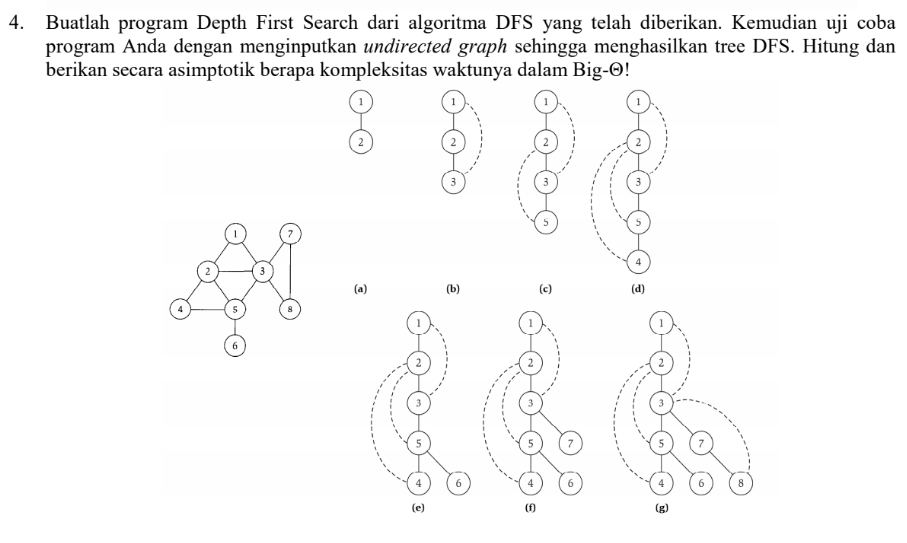 4. Buatlah program Depth First Search dari algoritma DFS yang telah diberikan. Kemudian uji coba
program Anda dengan menginputkan undirected graph sehingga menghasilkan tree DFS. Hitung dan
berikan secara asimptotik berapa kompleksitas waktunya dalam Big-Θ!
1 1 1 1
2 2 2 2
3 3 3
5 5
4
1 7
2 3
4 5 8
6
(a) (b) (c) (d)
1 1 1
2 2 2
3 3 3
5 5 7 5 7
4 6 4 6 4 6 8
(e) (f) (g)